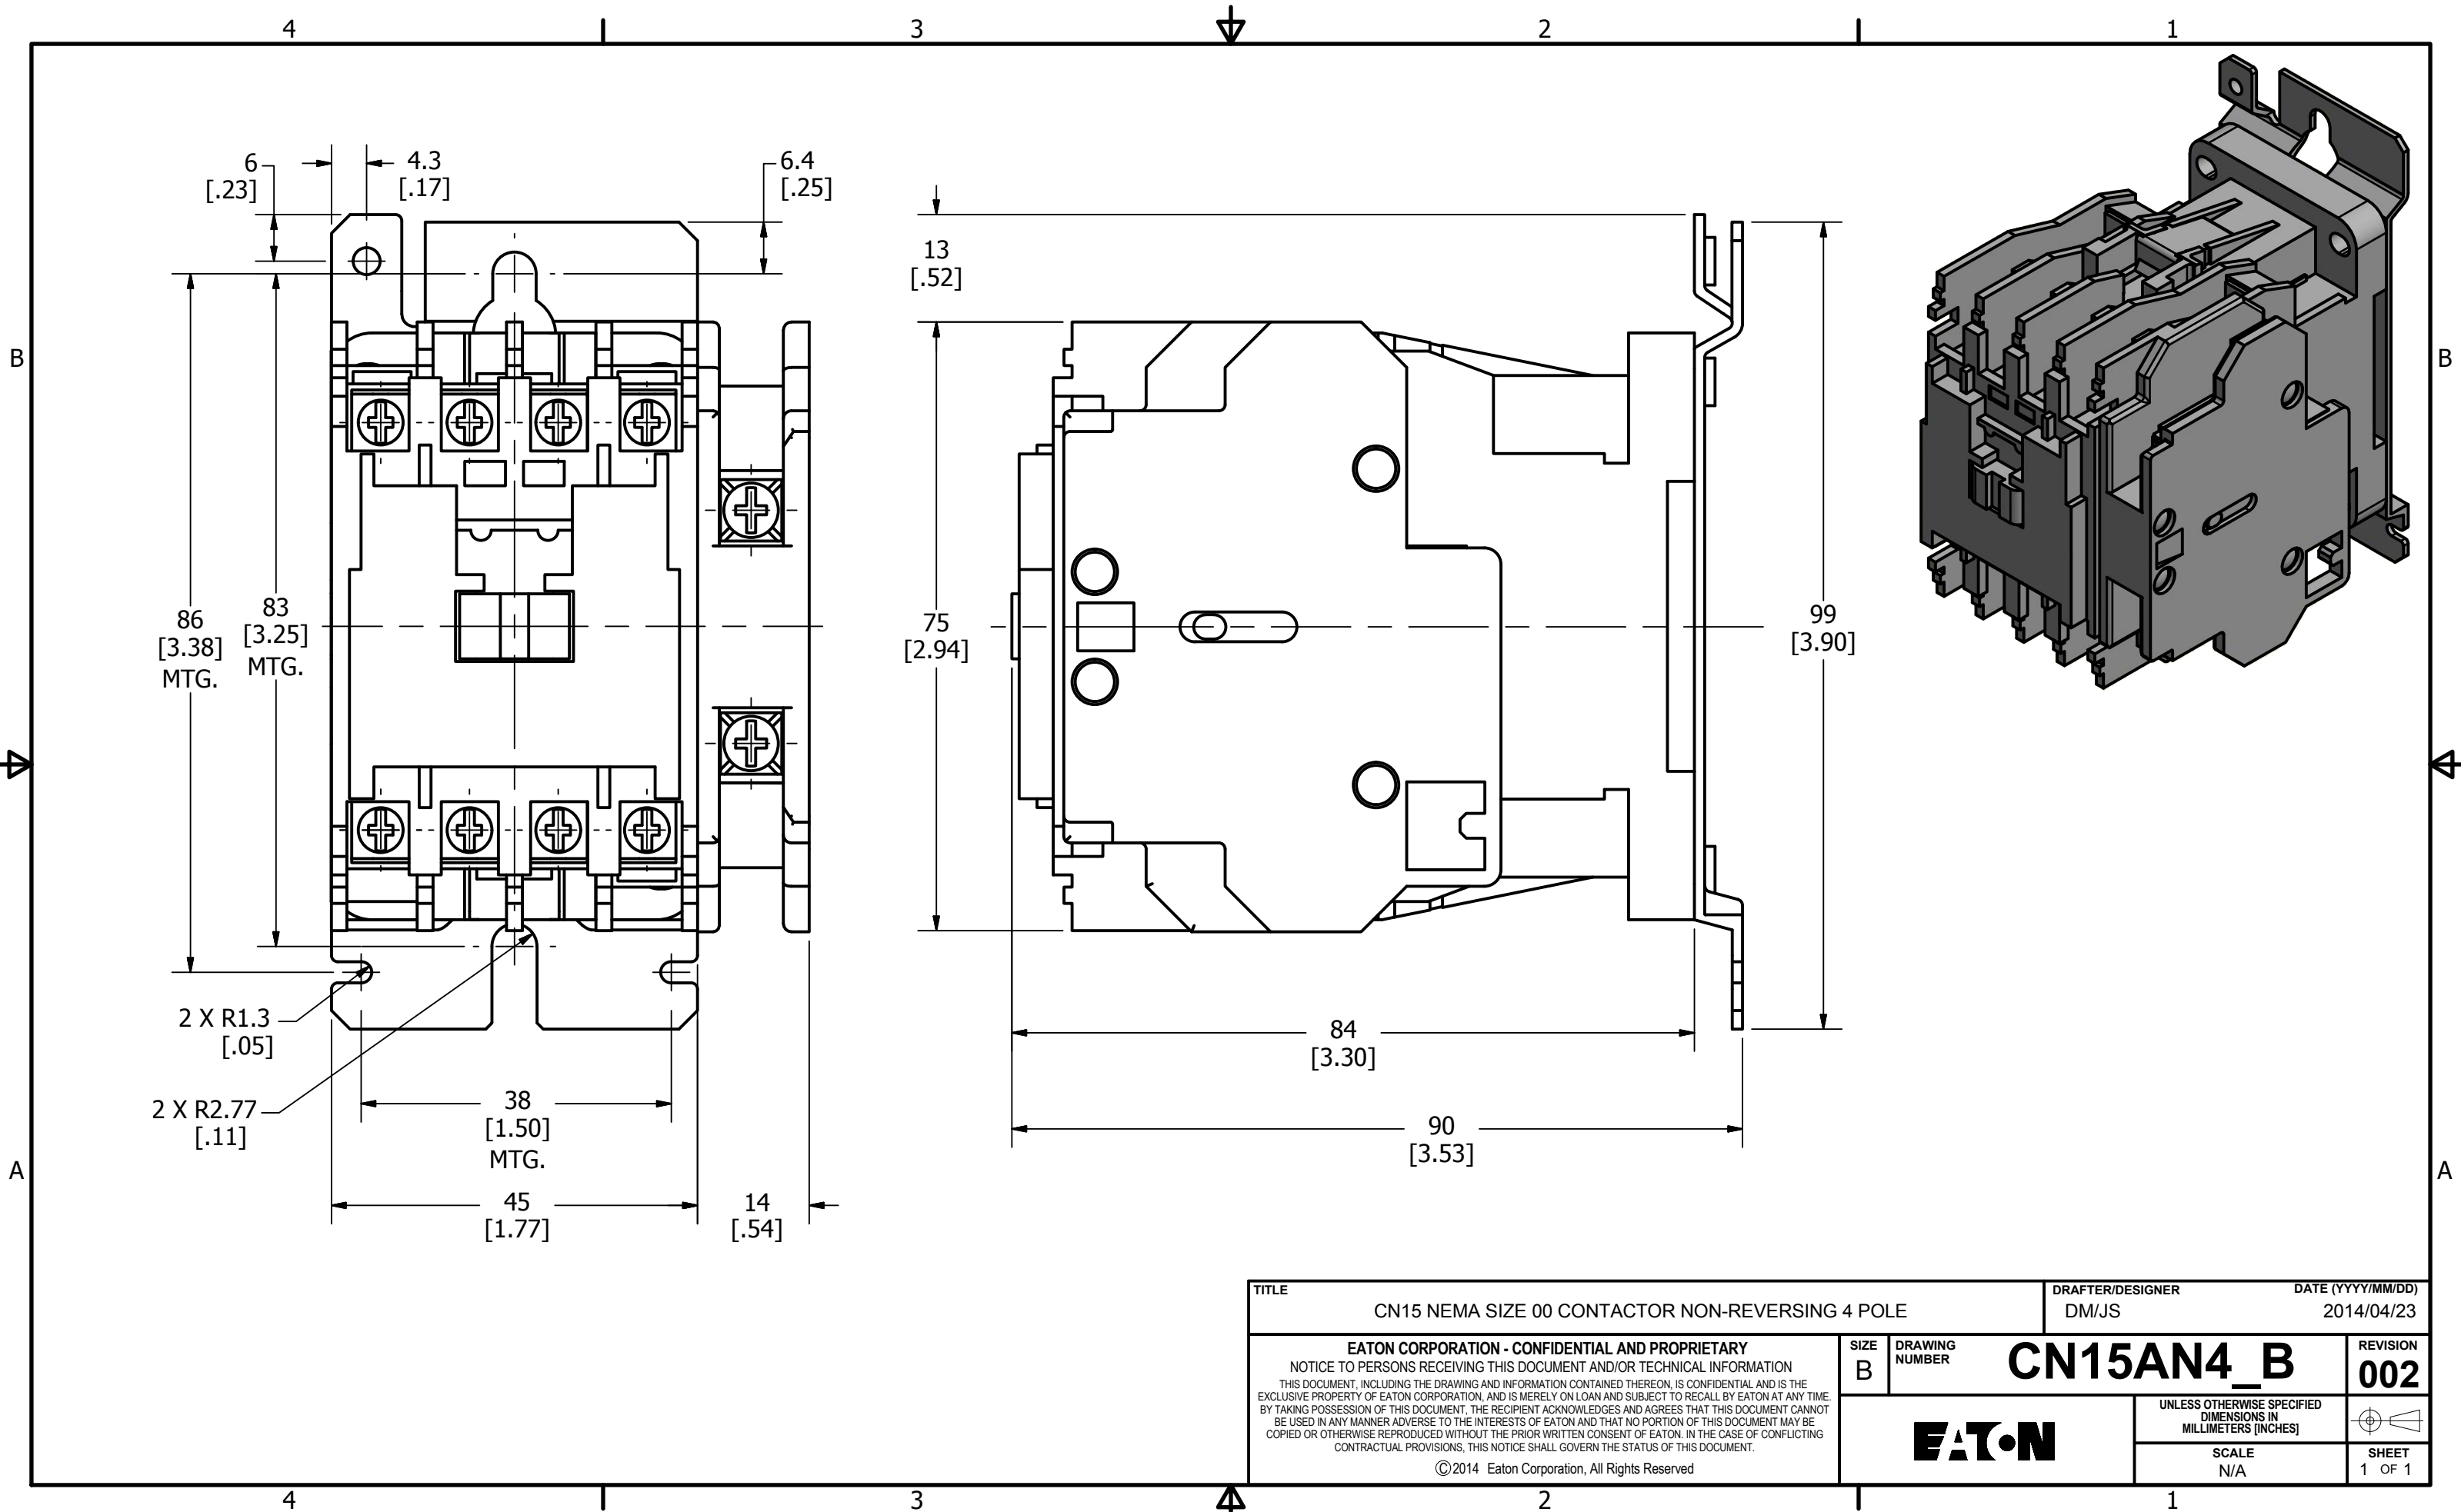 4 3 2 1
6
[.23]
4.3
[.17]
6.4
[.25]
13
[.52]
B B
86
[3.38]
MTG.
83
[3.25]
MTG.
75
[2.94]
99
[3.90]
2 X R1.3
[.05]
84
[3.30]
2 X R2.77
[.11]
38
[1.50]
MTG.
90
[3.53]
A A
45
[1.77]
14
[.54]
TITLE
CN15 NEMA SIZE 00 CONTACTOR NON-REVERSING 4 POLE
DRAFTER/DESIGNER
DM/JS
DATE (YYYY/MM/DD)
2014/04/23
EATON CORPORATION - CONFIDENTIAL AND PROPRIETARY
NOTICE TO PERSONS RECEIVING THIS DOCUMENT AND/OR TECHNICAL INFORMATION
THIS DOCUMENT, INCLUDING THE DRAWING AND INFORMATION CONTAINED THEREON, IS CONFIDENTIAL AND IS THE
EXCLUSIVE PROPERTY OF EATON CORPORATION, AND IS MERELY ON LOAN AND SUBJECT TO RECALL BY EATON AT ANY TIME.
BY TAKING POSSESSION OF THIS DOCUMENT, THE RECIPIENT ACKNOWLEDGES AND AGREES THAT THIS DOCUMENT CANNOT
BE USED IN ANY MANNER ADVERSE TO THE INTERESTS OF EATON AND THAT NO PORTION OF THIS DOCUMENT MAY BE
COPIED OR OTHERWISE REPRODUCED WITHOUT THE PRIOR WRITTEN CONSENT OF EATON. IN THE CASE OF CONFLICTING
CONTRACTUAL PROVISIONS, THIS NOTICE SHALL GOVERN THE STATUS OF THIS DOCUMENT.
©2014 Eaton Corporation, All Rights Reserved
SIZE
B
DRAWING
NUMBER
CN15AN4_B
REVISION
002
EATON
UNLESS OTHERWISE SPECIFIED
DIMENSIONS IN
MILLIMETERS [INCHES]
SCALE
N/A
SHEET
1 OF 1
4 3 2 1